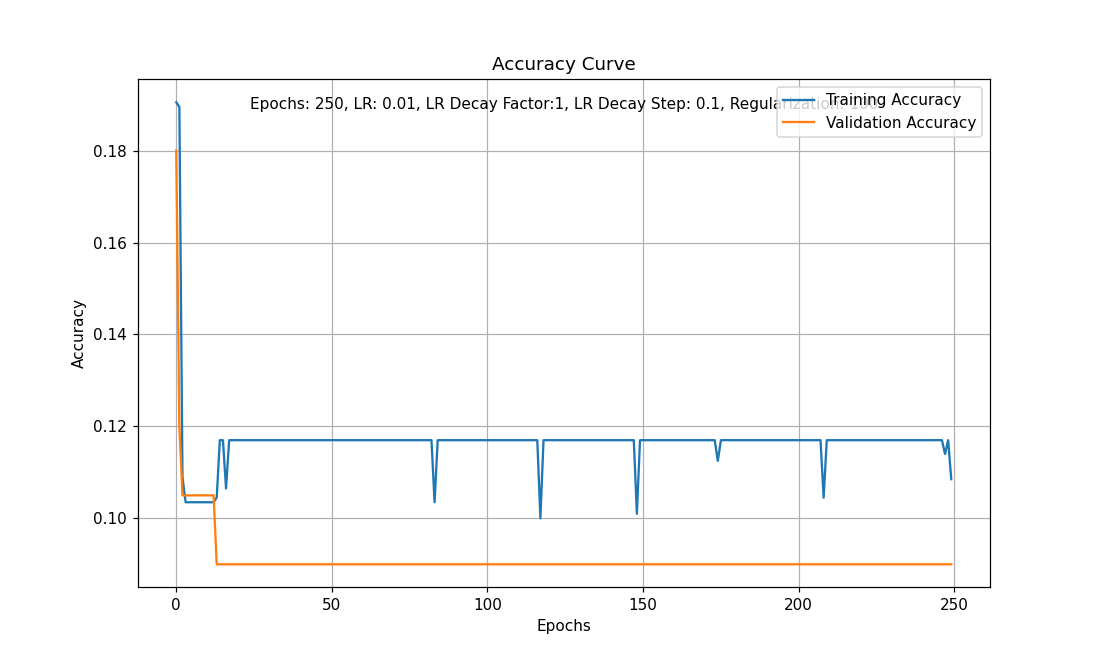 Accuracy Curve
Epochs: 250, LR: 0.01, LR Decay Factor:1, LR Decay Step: 0.1, Regularization: 100
Training Accuracy
Validation Accuracy
0.18
0.16
0.14
0.12
0.10
Accuracy
0 50 100 150 200 250
Epochs